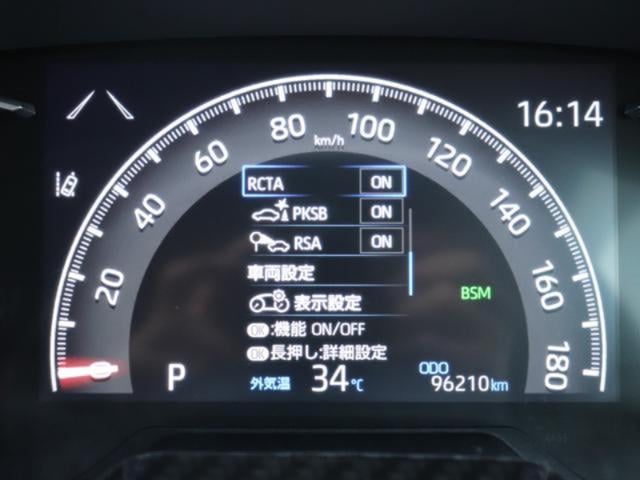 16:14
80
100
km/h
60
120
40
140
20
160
180
RCTA ON
PKSB ON
RSA ON
車両設定
表示設定
OK:機能 ON/OFF
OK長押し:詳細設定
BSM
P
外気温 34℃
ODO
96210km